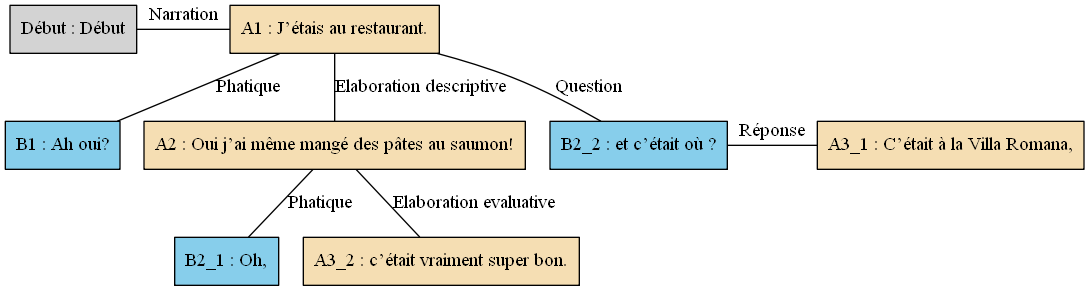 Début : Début
Narration
A1 : J’étais au restaurant.
Phatique
Elaboration descriptive
Question
B1 : Ah oui?
A2 : Oui j’ai même mangé des pâtes au saumon!
B2_2 : et c’était où ?
Réponse
A3_1 : C’était à la Villa Romana,
Phatique
Elaboration evaluative
B2_1 : Oh,
A3_2 : c’était vraiment super bon.